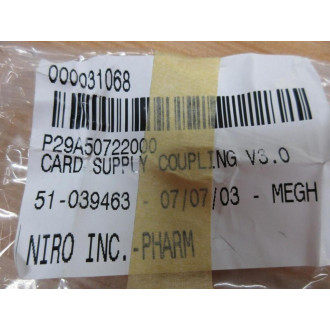 000031068
P29A50722000
CARD SUPPLY COUPLING V3.0
51-039463 - 07/07/03 - MEGH
NIRO INC.-PHARM